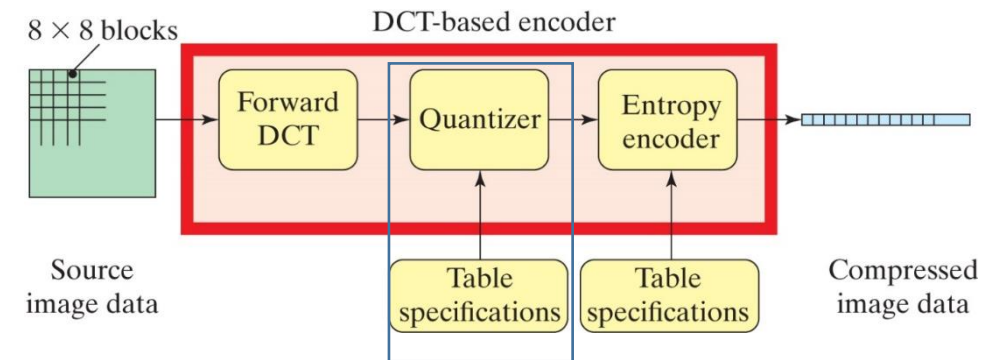 DCT-based encoder
8 × 8 blocks
Forward
DCT
Quantizer
Entropy
encoder
Source
image data
Table
specifications
Table
specifications
Compressed
image data